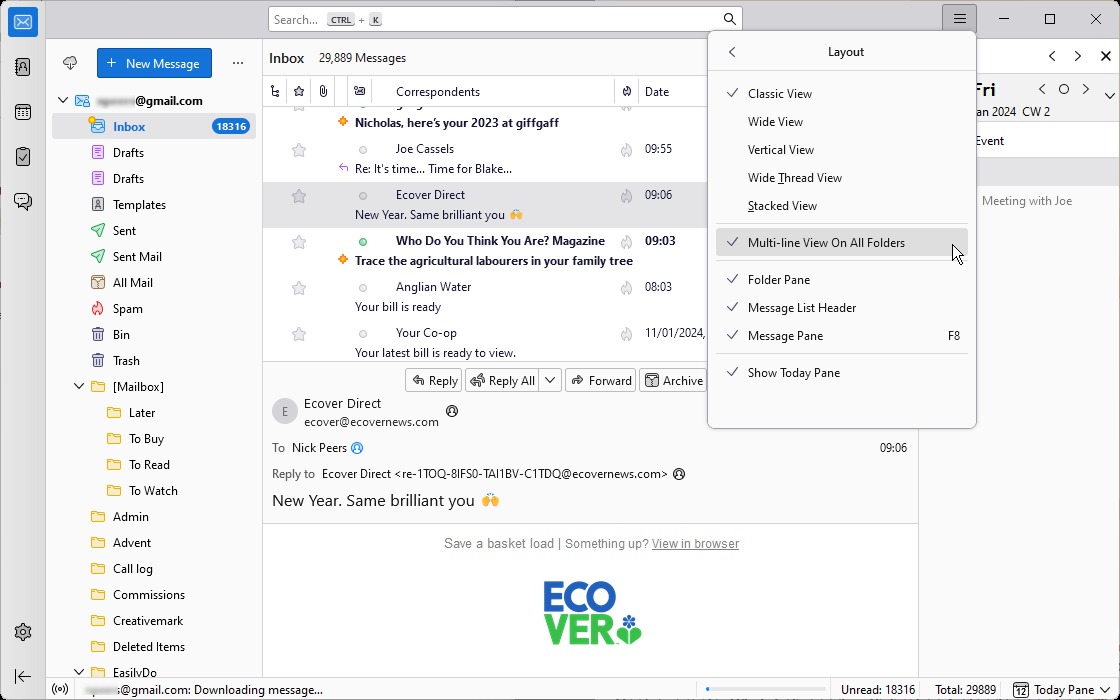 Search... CTRL + K
New Message
@gmail.com
Inbox 18316
Drafts
Drafts
Templates
Sent
Sent Mail
All Mail
Spam
Bin
Trash
[Mailbox]
Later
To Buy
To Read
To Watch
Admin
Advent
Call log
Commissions
Creativemark
Deleted Items
EasilyDo
Inbox 29,889 Messages
Correspondents Date
Nicholas, here's your 2023 at giffgaff
Joe Cassels 09:55
Re: It's time... Time for Blake...
Ecover Direct 09:06
New Year. Same brilliant you 🙌
Who Do You Think You Are? Magazine 09:03
Trace the agricultural labourers in your family tree
Anglian Water 08:03
Your bill is ready
Your Co-op 11/01/2024,
Your latest bill is ready to view.
Reply Reply All Forward Archive
E
Ecover Direct
ecover@ecovernews.com
To Nick Peers 09:06
Reply to Ecover Direct <re-1TOQ-8IFS0-TAI1BV-C1TDQ@ecovernews.com>
New Year. Same brilliant you 🙌
Save a basket load | Something up? View in browser
ECO
VER
Layout
Classic View
Wide View
Vertical View
Wide Thread View
Stacked View
Multi-line View On All Folders
Folder Pane
Message List Header
Message Pane F8
Show Today Pane
Fri
an 2024 CW 2
Event
Meeting with Joe
@gmail.com: Downloading message...
Unread: 18316 Total: 29889 12 Today Pane